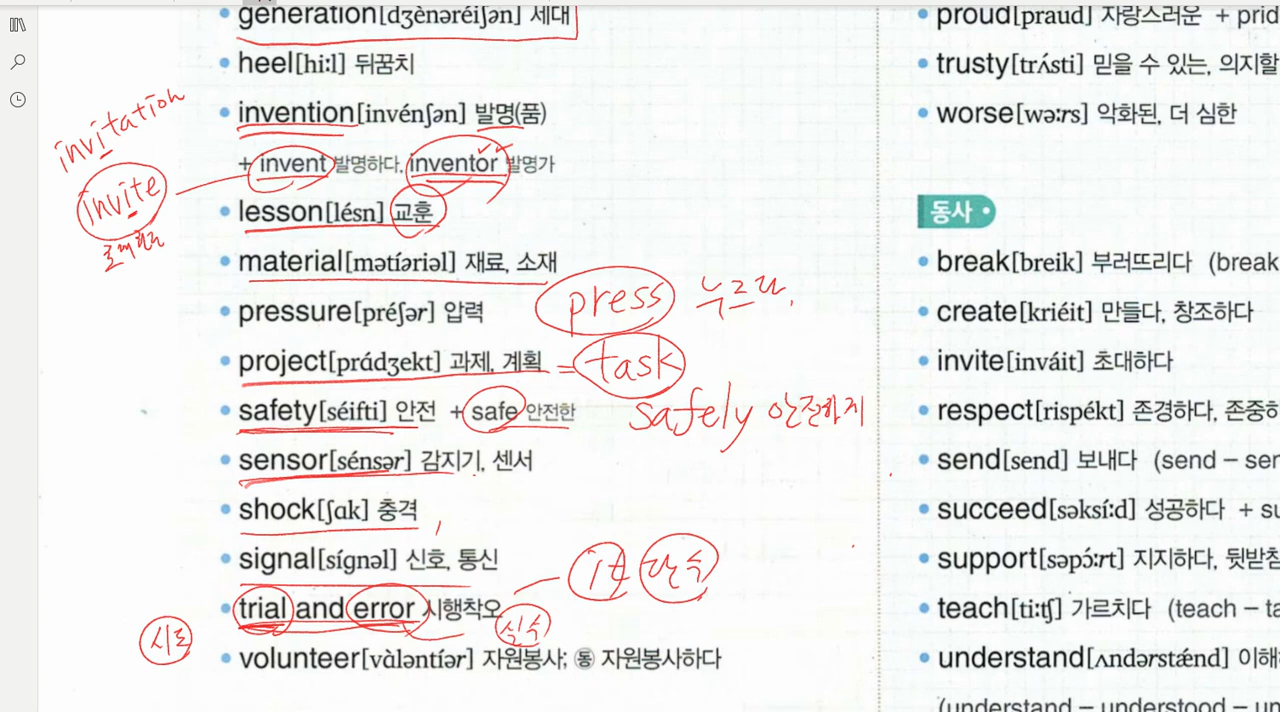 generation[dʒènəréiʃən] 세대
heel[hiːl] 뒤꿈치
invention[invénʃən] 발명(품)
invitation
+ invent 발명하다, inventor 발명가
invite
lesson[lésn] 교훈
material[mətíəriəl] 재료, 소재
pressure[préʃər] 압력
press 누르다.
project[prádʒekt] 과제, 계획
= task
safety[séifti] 안전 + safe 안전한
safely 안전하게
sensor[sénsər] 감지기, 센서
shock[ʃɑk] 충격
signal[sígnəl] 신호, 통신
it 단수
trial and error 시행착오
시도
실수
volunteer[vàləntíər] 자원봉사; 동 자원봉사하다
proud[praud] 자랑스러운 + prid
trusty[trʌ́sti] 믿을 수 있는, 의지할
worse[wəːrs] 악화된, 더 심한
동사
break[breik] 부러뜨리다 (break
create[kriéit] 만들다, 창조하다
invite[inváit] 초대하다
respect[rispékt] 존경하다, 존중하
send[send] 보내다 (send – sen
succeed[səksíːd] 성공하다 + su
support[səpɔ́ːrt] 지지하다, 뒷받침
teach[tiːtʃ] 가르치다 (teach – ta
understand[ʌndərstǽnd] 이해
(understand – understood – un